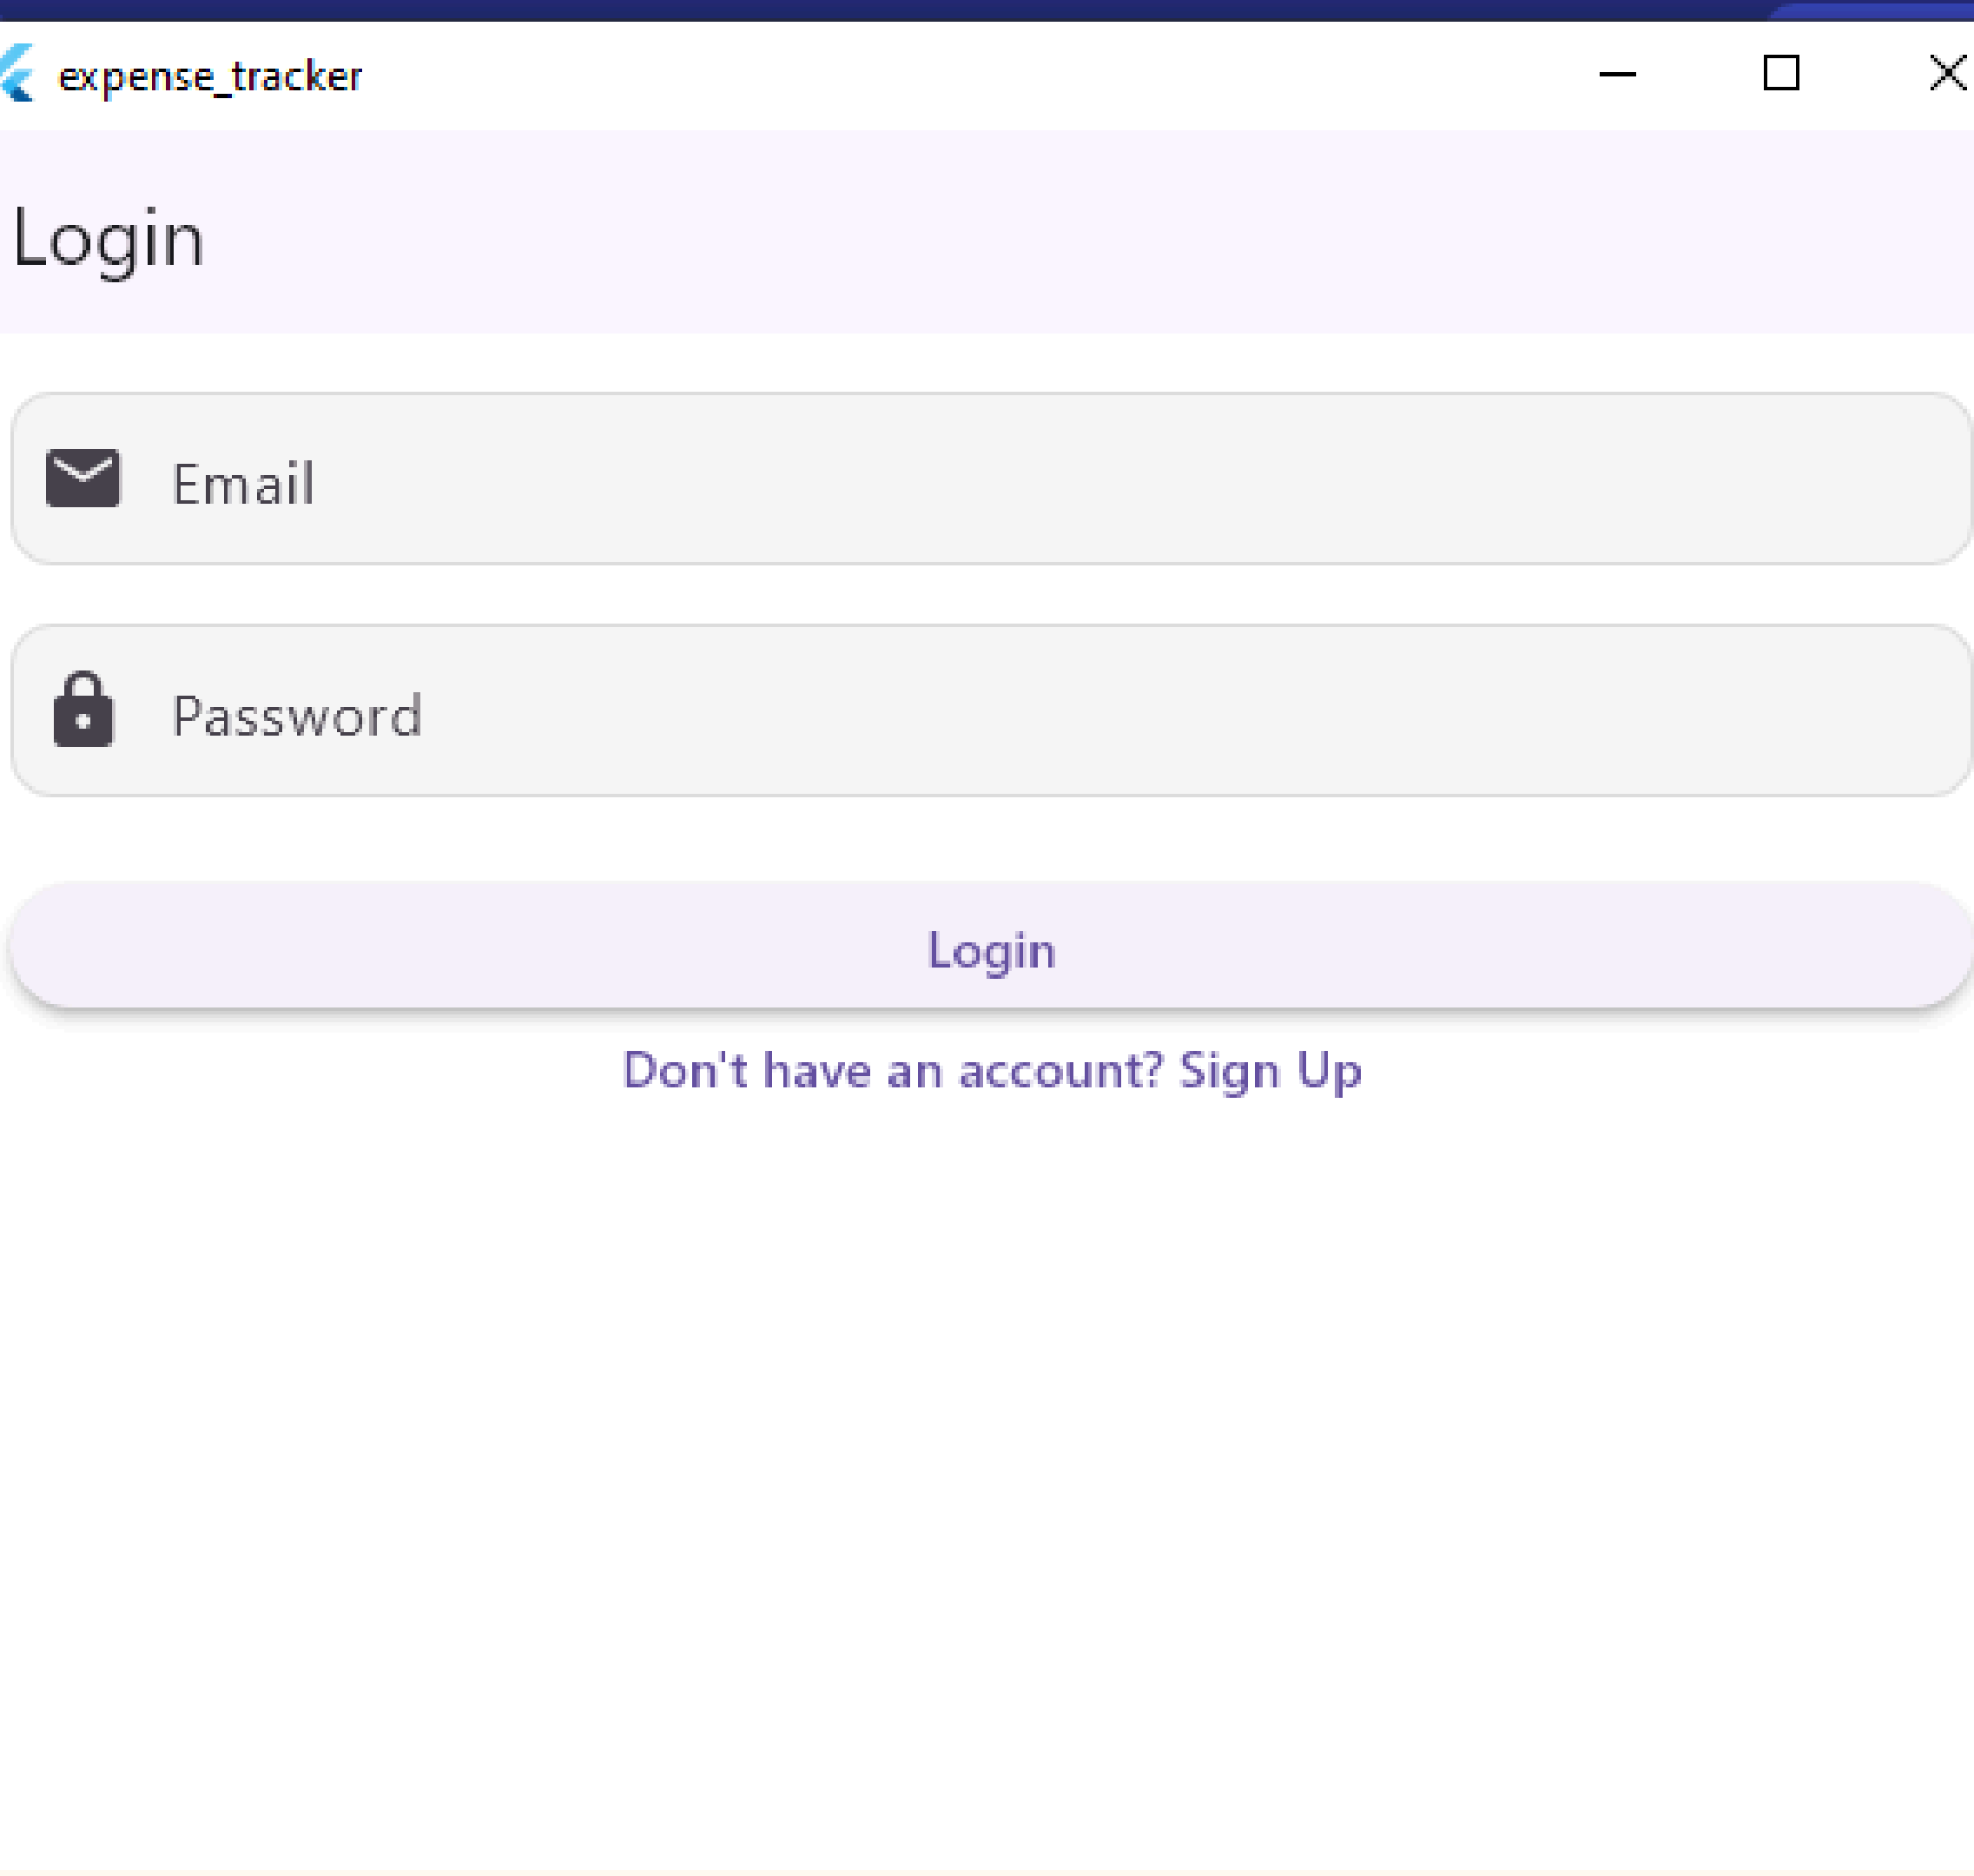 expense_tracker
Login
Email
Password
Login
Don't have an account? Sign Up